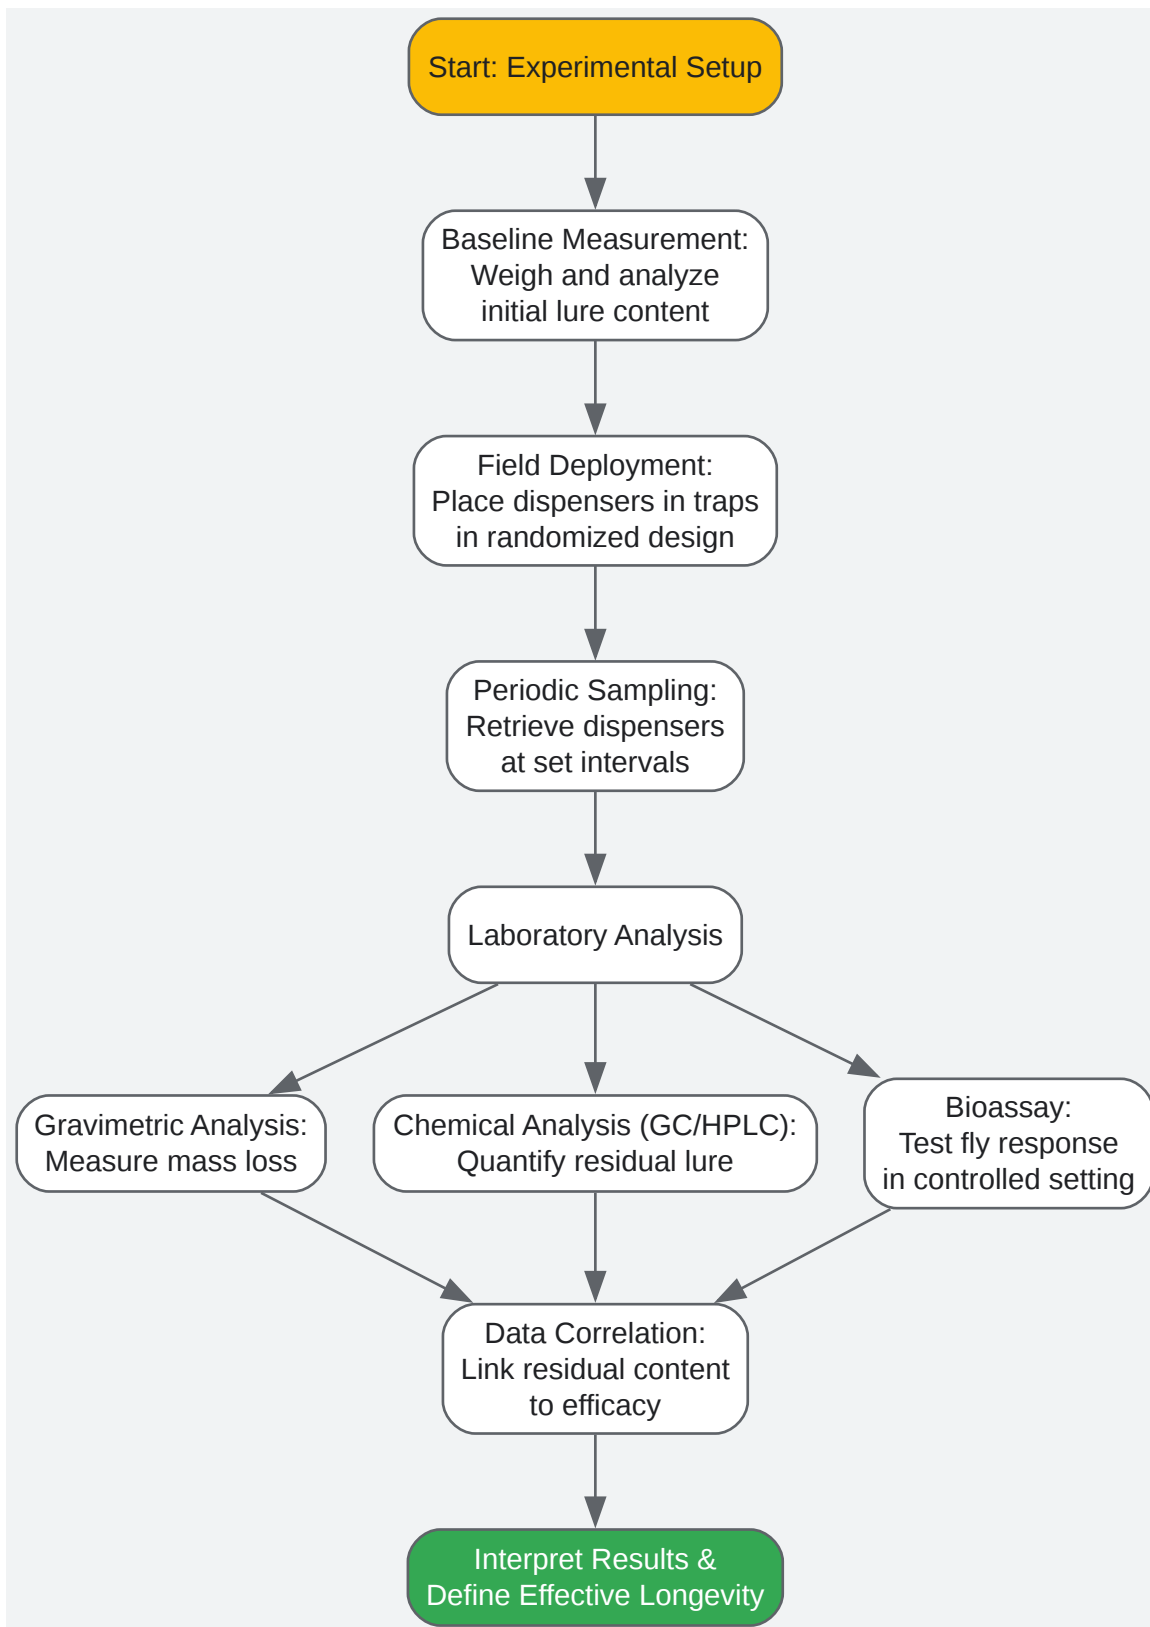 Start: Experimental Setup
Baseline Measurement:
Weigh and analyze
initial lure content
Field Deployment:
Place dispensers in traps
in randomized design
Periodic Sampling:
Retrieve dispensers
at set intervals
Laboratory Analysis
Gravimetric Analysis:
Measure mass loss
Chemical Analysis (GC/HPLC):
Quantify residual lure
Bioassay:
Test fly response
in controlled setting
Data Correlation:
Link residual content
to efficacy
Interpret Results &
Define Effective Longevity